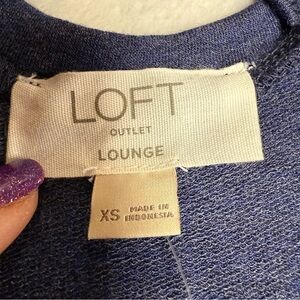 LOFT
OUTLET
LOUNGE
XS MADE IN
INDONESIA